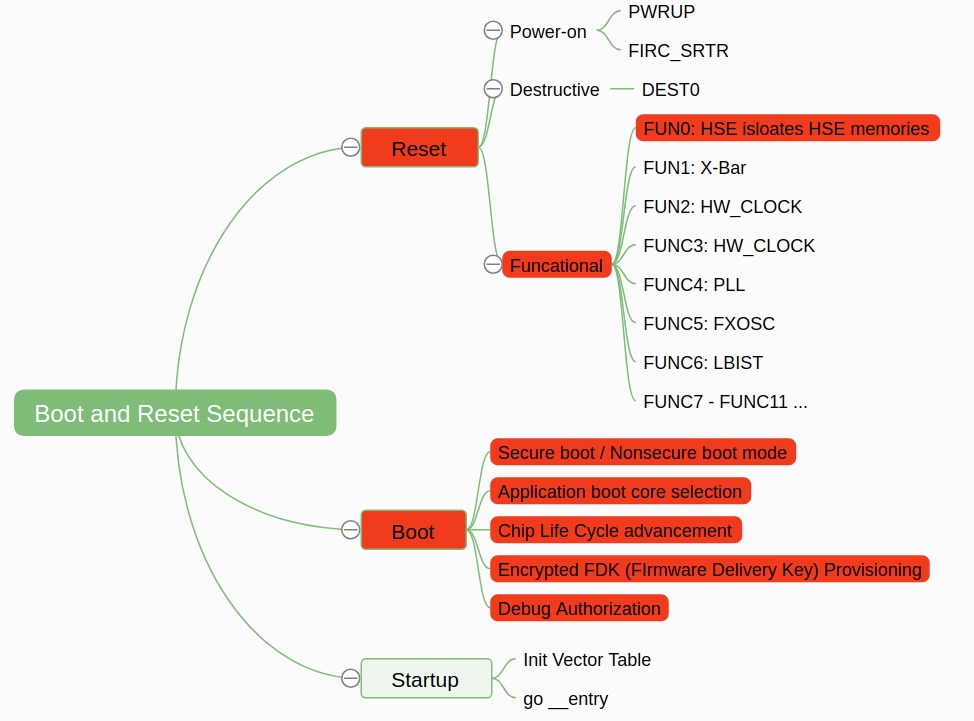 Boot and Reset Sequence
Reset
Power-on
PWRUP
FIRC_SRTR
Destructive
DEST0
Funcational
FUN0: HSE isloates HSE memories
FUN1: X-Bar
FUN2: HW_CLOCK
FUNC3: HW_CLOCK
FUNC4: PLL
FUNC5: FXOSC
FUNC6: LBIST
FUNC7 - FUNC11 ...
Boot
Secure boot / Nonsecure boot mode
Application boot core selection
Chip Life Cycle advancement
Encrypted FDK (FIrmware Delivery Key) Provisioning
Debug Authorization
Startup
Init Vector Table
go __entry